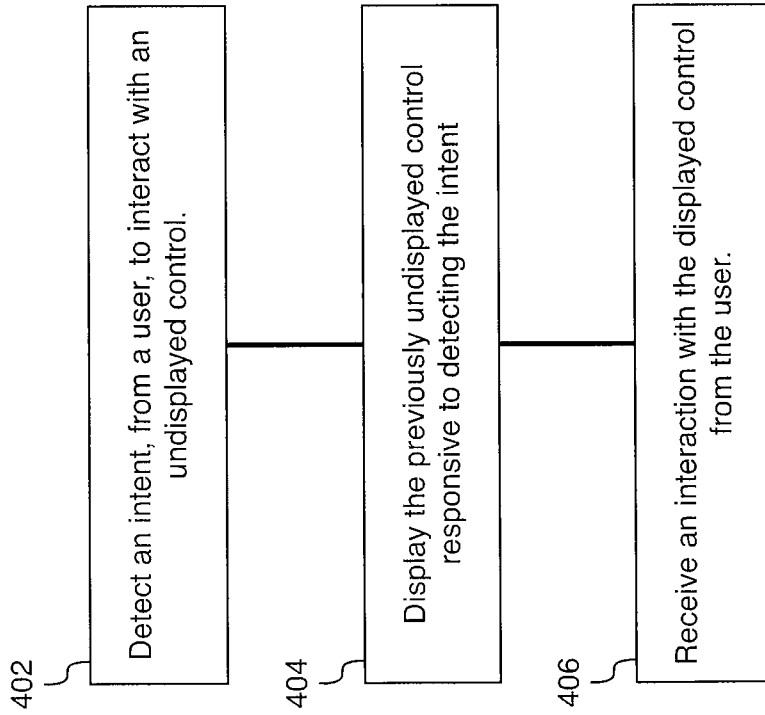 402
Detect an intent, from a user, to interact with an
undisplayed control.
404
Display the previously undisplayed control
responsive to detecting the intent
406
Receive an interaction with the displayed control
from the user.